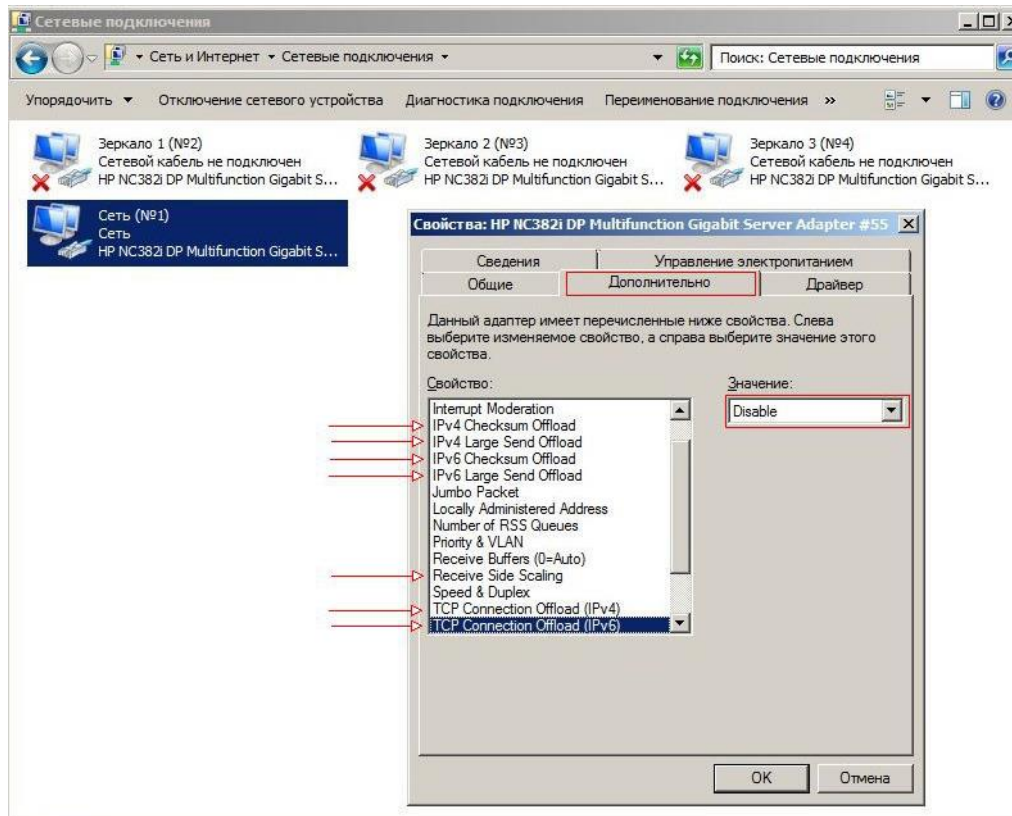 Сетевые подключения
Сеть и Интернет Сетевые подключения
Поиск: Сетевые подключения
Упорядочить Отключение сетевого устройства Диагностика подключения Переименование подключения »
Зеркало 1 (№2)
Сетевой кабель не подключен
HP NC382i DP Multifunction Gigabit S...
Зеркало 2 (№3)
Сетевой кабель не подключен
HP NC382i DP Multifunction Gigabit S...
Зеркало 3 (№4)
Сетевой кабель не подключен
HP NC382i DP Multifunction Gigabit S...
Сеть (№1)
Сеть
HP NC382i DP Multifunction Gigabit S...
Свойства: HP NC382i DP Multifunction Gigabit Server Adapter #55
Сведения Управление электропитанием
Общие Дополнительно Драйвер
Данный адаптер имеет перечисленные ниже свойства. Слева
выберите изменяемое свойство, а справа выберите значение этого
свойства.
Свойство:
Значение:
Interrupt Moderation
IPv4 Checksum Offload
IPv4 Large Send Offload
IPv6 Checksum Offload
IPv6 Large Send Offload
Jumbo Packet
Locally Administered Address
Number of RSS Queues
Priority & VLAN
Receive Buffers (0=Auto)
Receive Side Scaling
Speed & Duplex
TCP Connection Offload (IPv4)
TCP Connection Offload (IPv6)
Disable
OK Отмена